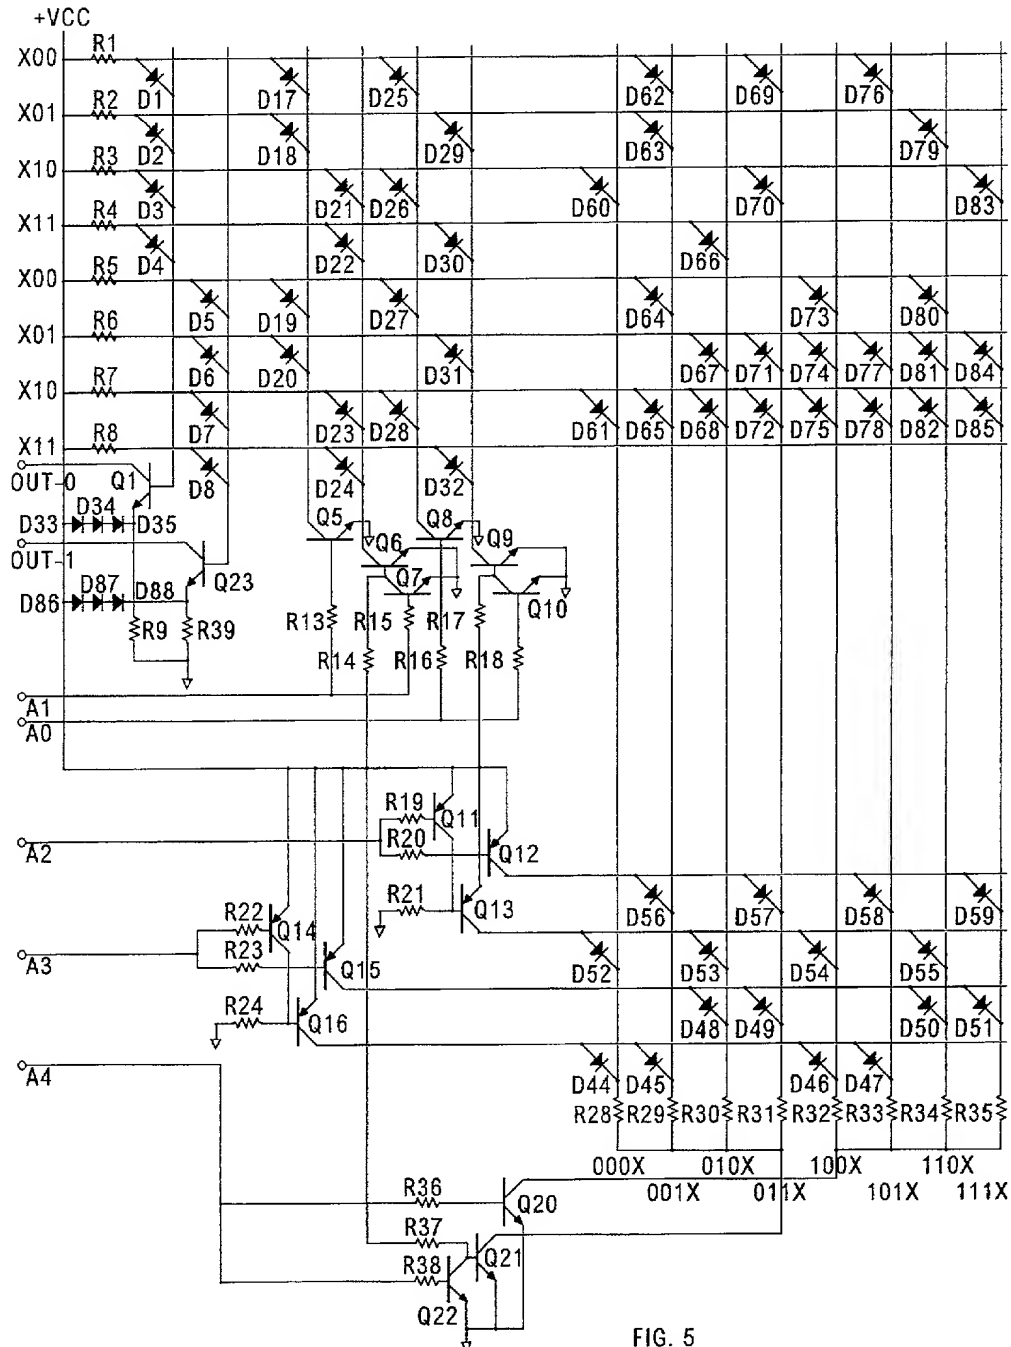 +VCC
X00 R1
D1 D17 D25 D62 D69 D76
X01 R2
D2 D18 D29 D63 D79
X10 R3
D3 D21 D26 D60 D70 D83
X11 R4
D4 D22 D30 D66
X00 R5
D5 D19 D27 D64 D73 D80
X01 R6
D6 D20 D31 D67 D71 D74 D77 D81 D84
X10 R7
D7 D23 D28 D61 D65 D68 D72 D75 D78 D82 D85
X11 R8
OUT-0 Q1 D8 D24 D32
D33 D34 D35 Q5 Q8
OUT-1 Q6 Q9
Q23 Q7 Q10
D86 D87 D88
R9 R39 R13 R15 R17
R14 R16 R18
A1
A0
R19 Q11
A2 R20 Q12
R21 Q13 D56 D57 D58 D59
R22 Q14
A3 R23 Q15 D52 D53 D54 D55
R24 Q16 D48 D49 D50 D51
A4 D44 D45 D46 D47
R28 R29 R30 R31 R32 R33 R34 R35
000X 010X 100X 110X
001X 011X 101X 111X
R36 Q20
R37 Q21
R38
Q22
FIG. 5